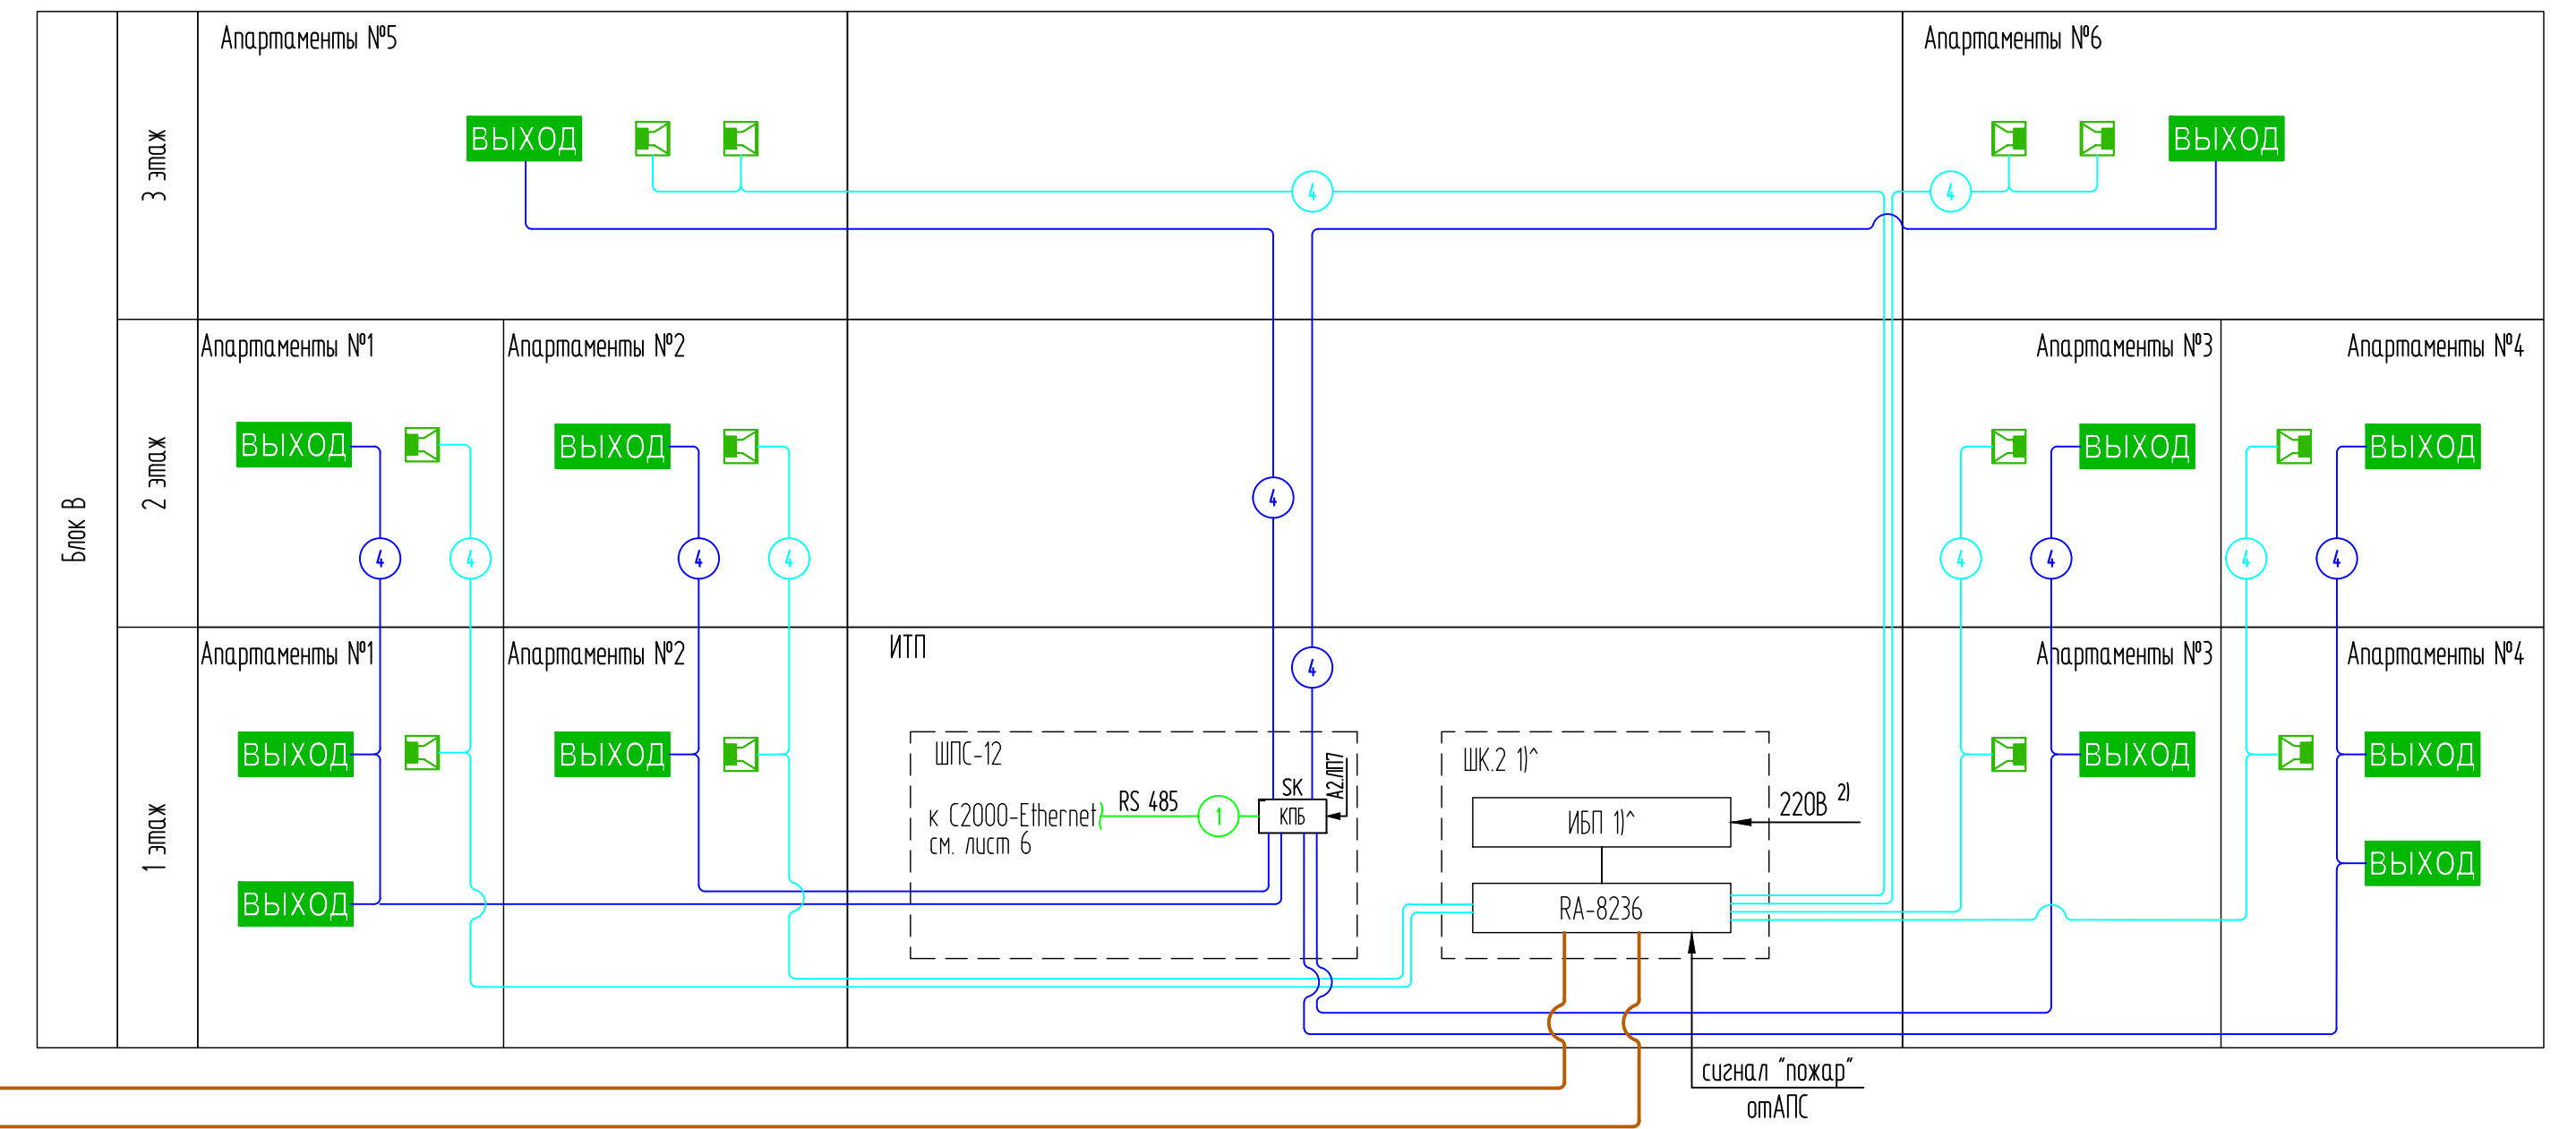 Апартаменты №5
Апартаменты №6
3 этаж
ВЫХОД
ВЫХОД
4
4
Блок В
2 этаж
Апартаменты №1
Апартаменты №2
Апартаменты №3
Апартаменты №4
ВЫХОД
ВЫХОД
ВЫХОД
ВЫХОД
4
4
4
4
4
4
4
4
4
1 этаж
Апартаменты №1
Апартаменты №2
ИТП
4
Апартаменты №3
Апартаменты №4
ВЫХОД
ВЫХОД
ВЫХОД
ВЫХОД
ШПС-12
SK
А2.ЛП7
к С2000-Ethernet
RS 485
1
КПБ
см. лист 6
ШК.2 1)^
ИБП 1)^
220В 2)
RA-8236
ВЫХОД
ВЫХОД
сигнал "пожар"
отАПС